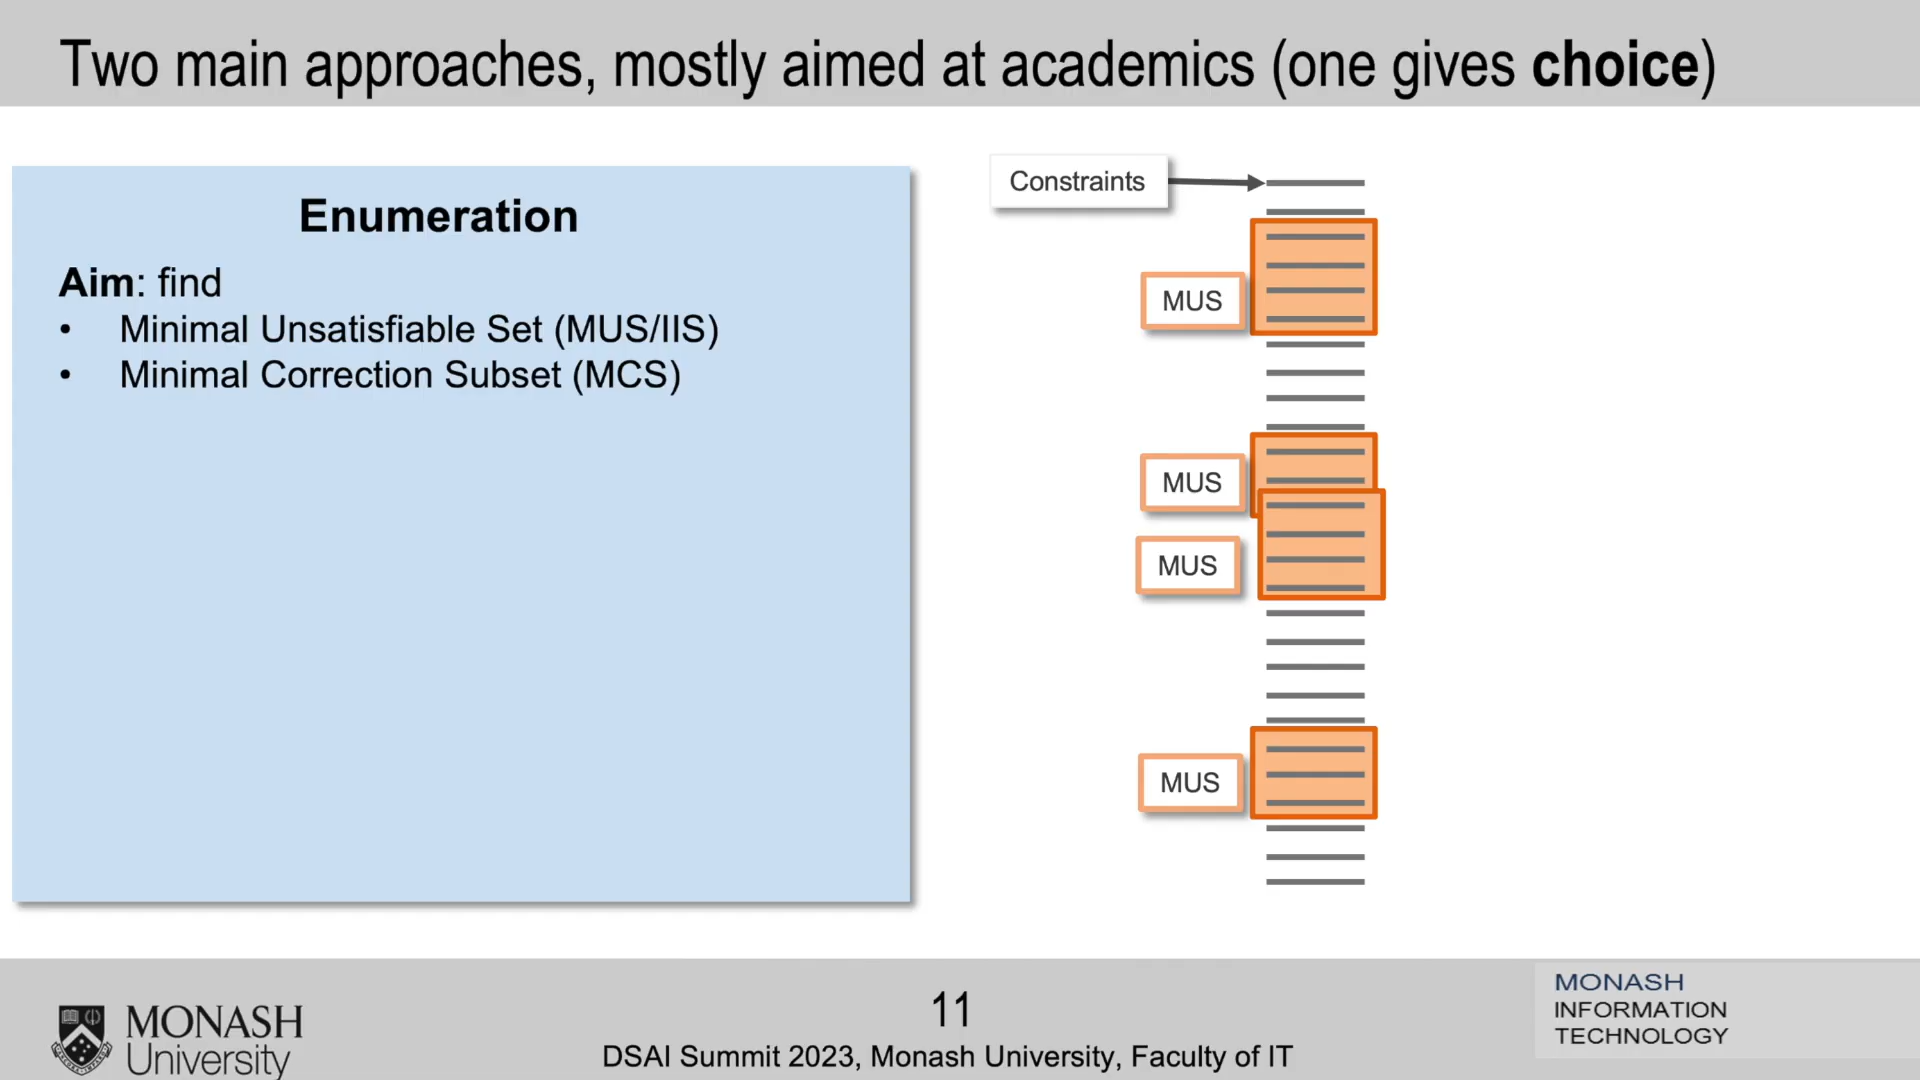 Two main approaches, mostly aimed at academics (one gives choice)
Enumeration
Aim: find
• Minimal Unsatisfiable Set (MUS/IIS)
• Minimal Correction Subset (MCS)
Constraints
MUS
MUS
MUS
MUS
MONASH
University
11
DSAI Summit 2023, Monash University, Faculty of IT
MONASH
INFORMATION
TECHNOLOGY